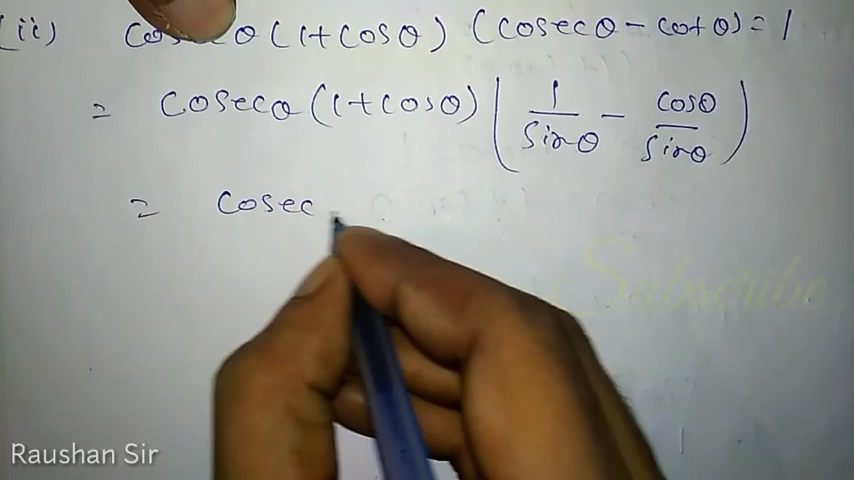 (ii) cosecθ (1+cosθ) (cosecθ - cotθ) = 1
= cosecθ (1+cosθ) (1/sinθ - cosθ/sinθ)
= cosec
Subscribe
Raushan Sir